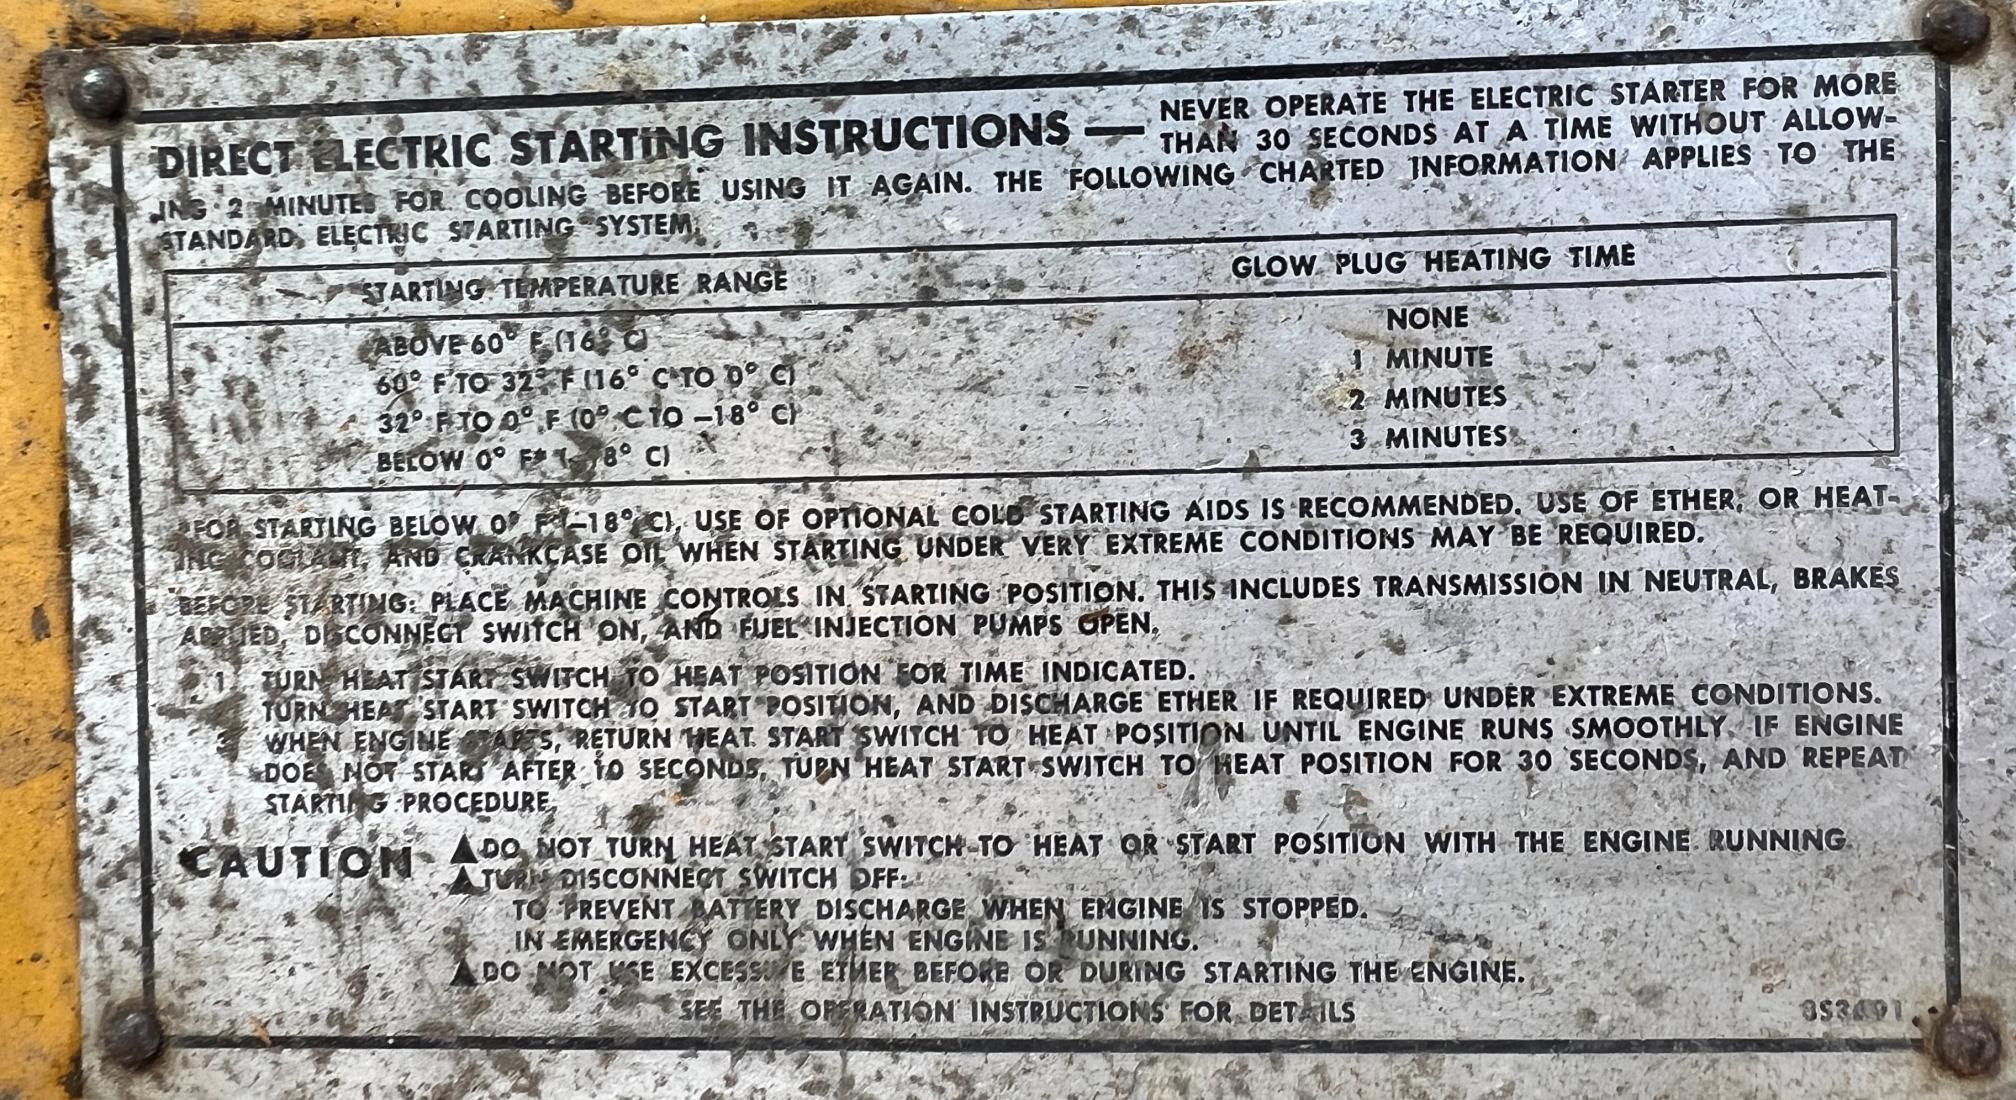 DIRECT ELECTRIC STARTING INSTRUCTIONS — NEVER OPERATE THE ELECTRIC STARTER FOR MORE
THAN 30 SECONDS AT A TIME WITHOUT ALLOW-
ING 2 MINUTES FOR COOLING BEFORE USING IT AGAIN. THE FOLLOWING CHARTED INFORMATION APPLIES TO THE
STANDARD ELECTRIC STARTING SYSTEM.
STARTING TEMPERATURE RANGE GLOW PLUG HEATING TIME
ABOVE 60° F (16° C) NONE
60° F TO 32° F (16° C TO 0° C) 1 MINUTE
32° F TO 0° F (0° C TO -18° C) 2 MINUTES
BELOW 0° F* (-18° C) 3 MINUTES
*FOR STARTING BELOW 0° F (-18° C), USE OF OPTIONAL COLD STARTING AIDS IS RECOMMENDED. USE OF ETHER, OR HEAT-
ING COOLANT, AND CRANKCASE OIL WHEN STARTING UNDER VERY EXTREME CONDITIONS MAY BE REQUIRED.
BEFORE STARTING: PLACE MACHINE CONTROLS IN STARTING POSITION. THIS INCLUDES TRANSMISSION IN NEUTRAL, BRAKES
APPLIED, DISCONNECT SWITCH ON, AND FUEL INJECTION PUMPS OPEN.
1 TURN HEAT START SWITCH TO HEAT POSITION FOR TIME INDICATED.
TURN HEAT START SWITCH TO START POSITION, AND DISCHARGE ETHER IF REQUIRED UNDER EXTREME CONDITIONS.
3 WHEN ENGINE STARTS, RETURN HEAT START SWITCH TO HEAT POSITION UNTIL ENGINE RUNS SMOOTHLY. IF ENGINE
DOES NOT START AFTER 10 SECONDS, TURN HEAT START SWITCH TO HEAT POSITION FOR 30 SECONDS, AND REPEAT
STARTING PROCEDURE.
CAUTION ▲DO NOT TURN HEAT START SWITCH TO HEAT OR START POSITION WITH THE ENGINE RUNNING
▲TURN DISCONNECT SWITCH OFF:
TO PREVENT BATTERY DISCHARGE WHEN ENGINE IS STOPPED.
IN EMERGENCY ONLY WHEN ENGINE IS RUNNING.
▲DO NOT USE EXCESSIVE ETHER BEFORE OR DURING STARTING THE ENGINE.
SEE THE OPERATION INSTRUCTIONS FOR DETAILS